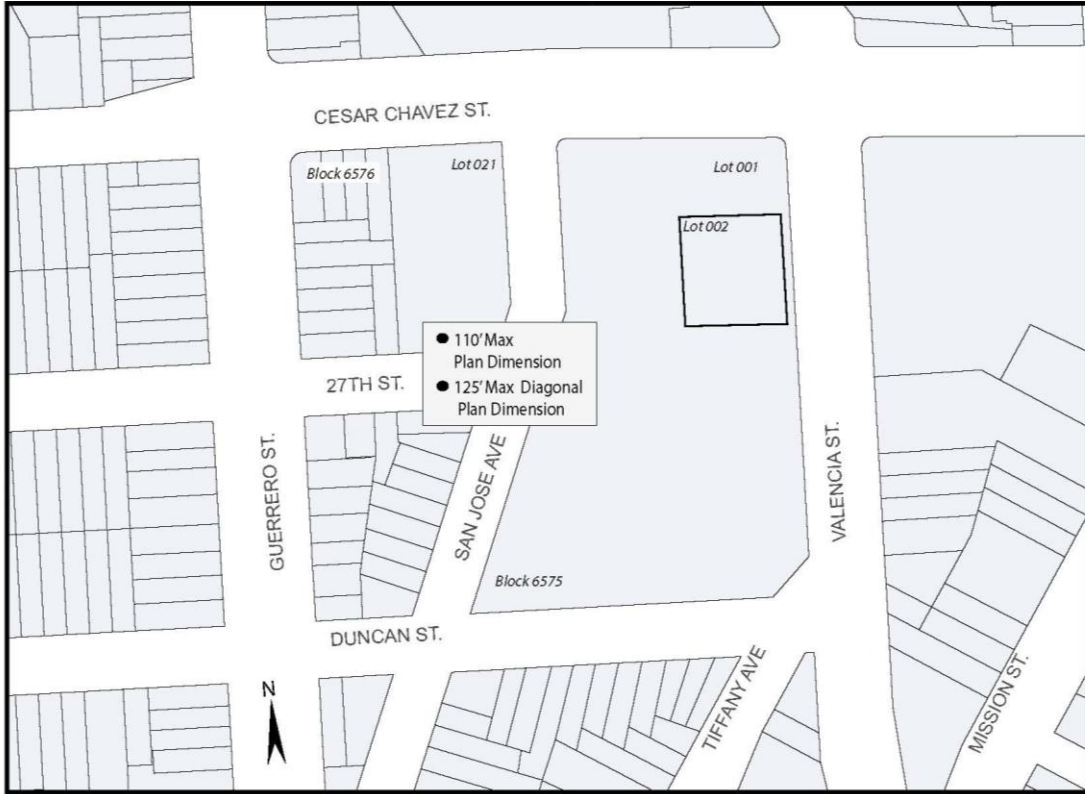 CESAR CHAVEZ ST.
Block 6576
Lot 021
Lot 001
Lot 002
● 110' Max
Plan Dimension
● 125' Max Diagonal
Plan Dimension
27TH ST.
GUERRERO ST.
SAN JOSE AVE
VALENCIA ST.
Block 6575
DUNCAN ST.
N
TIFFANY AVE
MISSION ST.